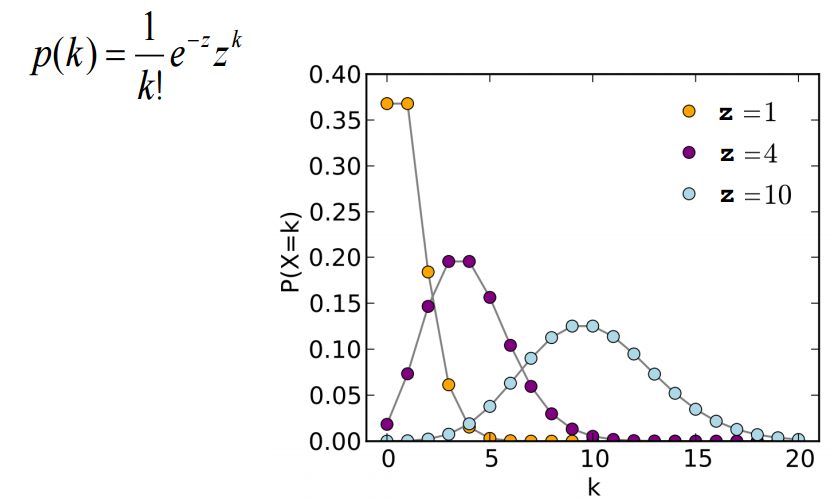 p(k) = \frac{1}{k!} e^{-z} z^k
0.40
0.35
0.30
0.25
0.20
0.15
0.10
0.05
0.00
P(X=k)
z =1
z =4
z =10
0 5 10 15 20
k